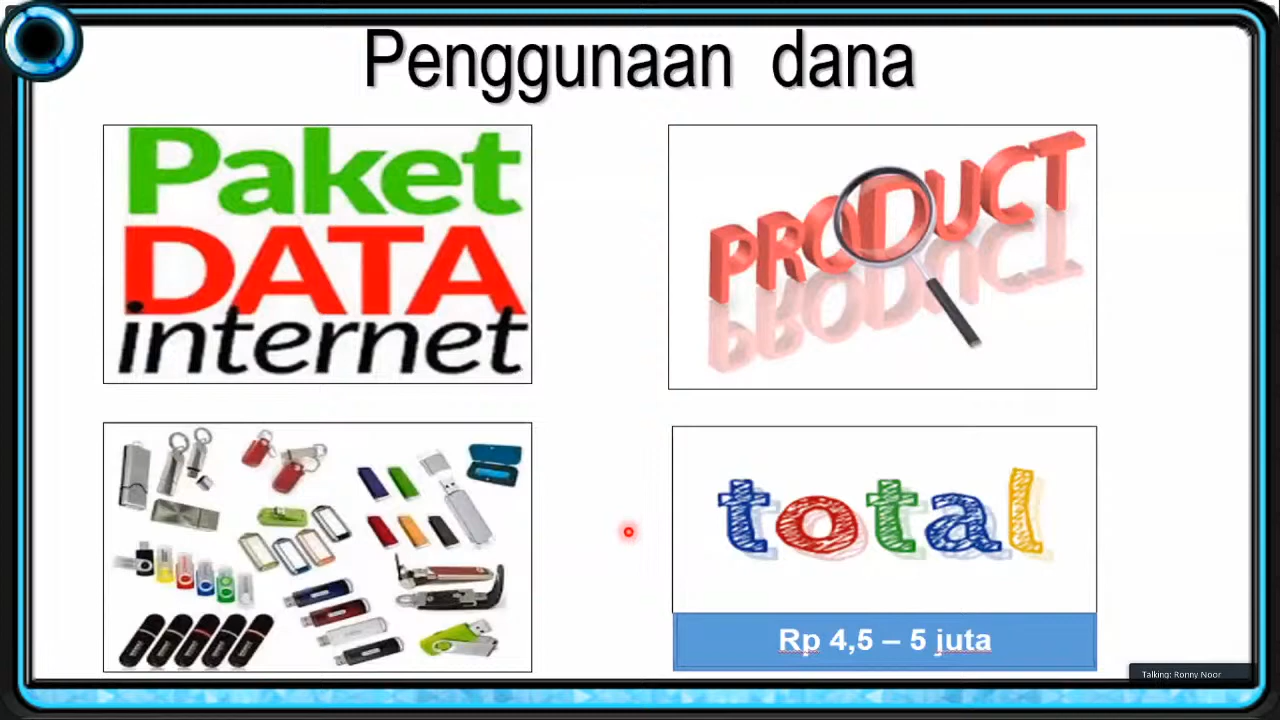 Penggunaan dana
Paket
DATA
internet
PRODUCT
total
Rp 4,5 – 5 juta
Talking: Ronny Noor